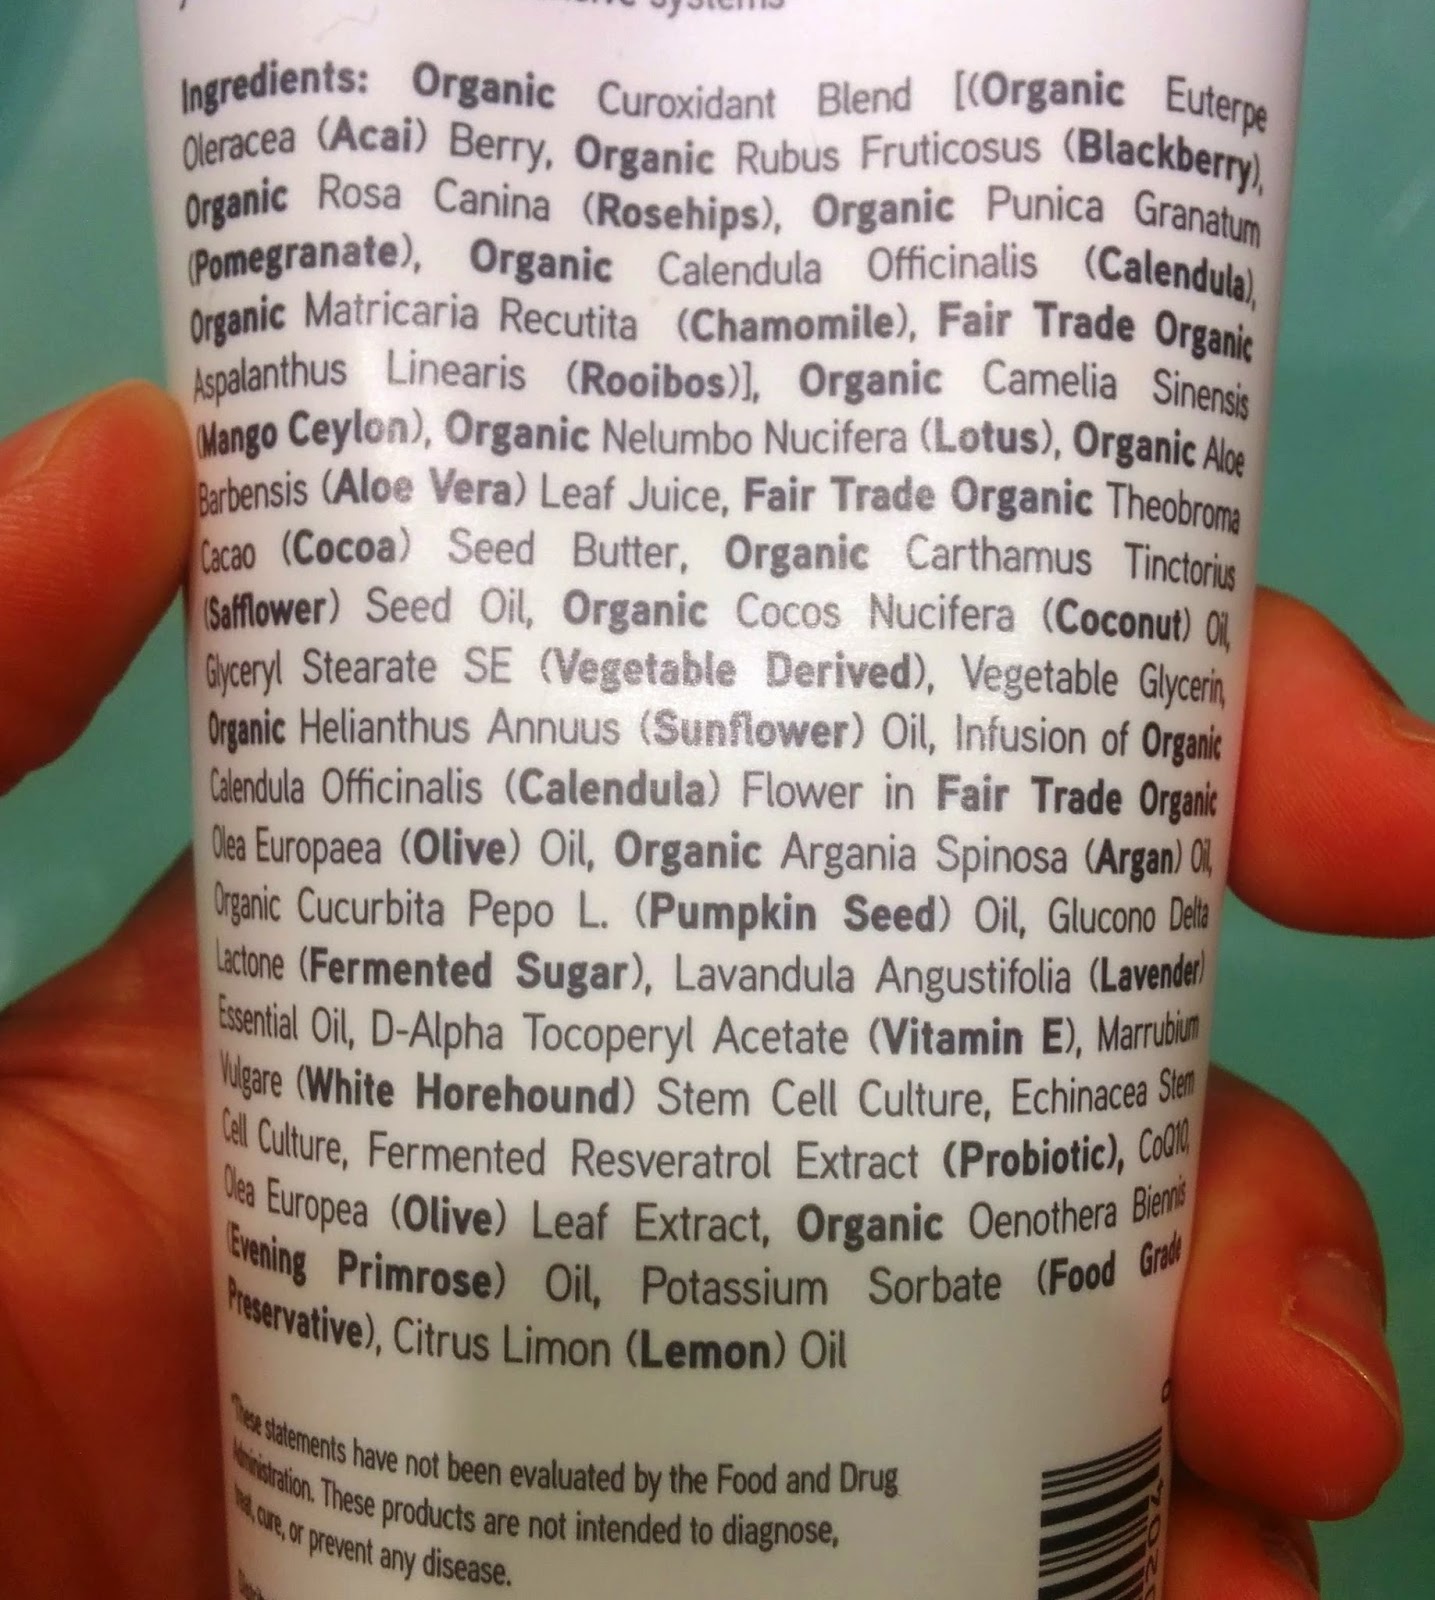 systems
Ingredients: Organic Curoxidant Blend [(Organic Euterpe
Oleracea (Acai) Berry, Organic Rubus Fruticosus (Blackberry),
Organic Rosa Canina (Rosehips), Organic Punica Granatum
(Pomegranate), Organic Calendula Officinalis (Calendula),
Organic Matricaria Recutita (Chamomile), Fair Trade Organic
Aspalanthus Linearis (Rooibos)], Organic Camelia Sinensis
(Mango Ceylon), Organic Nelumbo Nucifera (Lotus), Organic Aloe
Barbensis (Aloe Vera) Leaf Juice, Fair Trade Organic Theobroma
Cacao (Cocoa) Seed Butter, Organic Carthamus Tinctorius
(Safflower) Seed Oil, Organic Cocos Nucifera (Coconut) Oil,
Glyceryl Stearate SE (Vegetable Derived), Vegetable Glycerin,
Organic Helianthus Annuus (Sunflower) Oil, Infusion of Organic
Calendula Officinalis (Calendula) Flower in Fair Trade Organic
Olea Europaea (Olive) Oil, Organic Argania Spinosa (Argan) Oil,
Organic Cucurbita Pepo L. (Pumpkin Seed) Oil, Glucono Delta
Lactone (Fermented Sugar), Lavandula Angustifolia (Lavender)
Essential Oil, D-Alpha Tocoperyl Acetate (Vitamin E), Marrubium
Vulgare (White Horehound) Stem Cell Culture, Echinacea Stem
Cell Culture, Fermented Resveratrol Extract (Probiotic), CoQ10,
Olea Europea (Olive) Leaf Extract, Organic Oenothera Biennis
(Evening Primrose) Oil, Potassium Sorbate (Food Grade
Preservative), Citrus Limon (Lemon) Oil
*These statements have not been evaluated by the Food and Drug
Administration. These products are not intended to diagnose,
treat, cure, or prevent any disease.